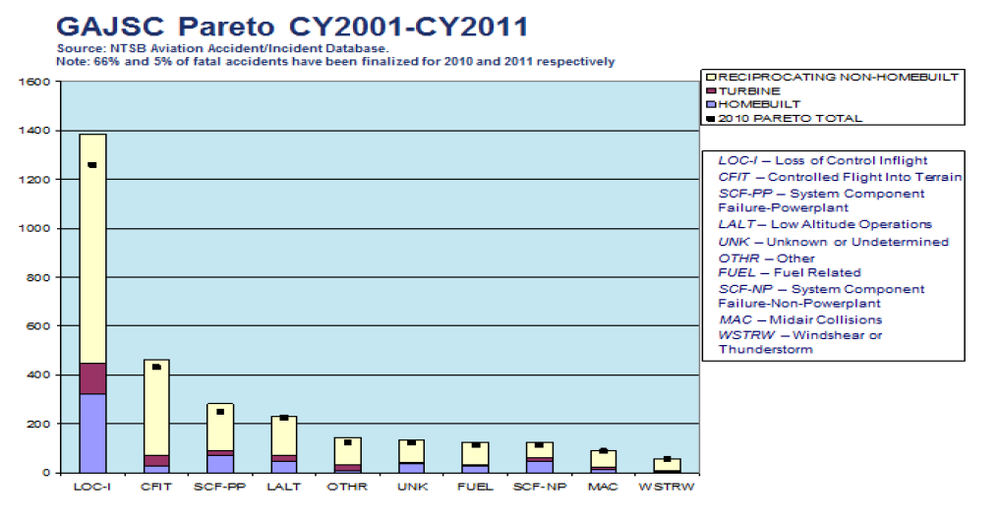 GAJSC Pareto CY2001-CY2011
Source: NTSB Aviation Accident/Incident Database.
Note: 66% and 5% of fatal accidents have been finalized for 2010 and 2011 respectively
1600
1400
1200
1000
800
600
400
200
0
LOC-I CFIT SCF-PP LALT OTHR UNK FUEL SCF-NP MAC WSTRW
RECIPROCATING NON-HOMEBUILT
TURBINE
HOMEBUILT
2010 PARETO TOTAL
LOC-I – Loss of Control Inflight
CFIT – Controlled Flight Into Terrain
SCF-PP – System Component
Failure-Powerplant
LALT – Low Altitude Operations
UNK – Unknown or Undetermined
OTHR – Other
FUEL – Fuel Related
SCF-NP – System Component
Failure-Non-Powerplant
MAC – Midair Collisions
WSTRW – Windshear or
Thunderstorm